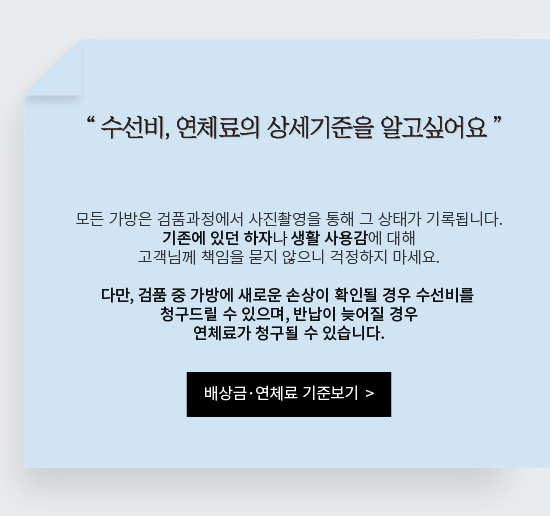 “ 수선비, 연체료의 상세기준을 알고싶어요 ”
모든 가방은 검품과정에서 사진촬영을 통해 그 상태가 기록됩니다.
기존에 있던 하자나 생활 사용감에 대해
고객님께 책임을 묻지 않으니 걱정하지 마세요.
다만, 검품 중 가방에 새로운 손상이 확인될 경우 수선비를
청구드릴 수 있으며, 반납이 늦어질 경우
연체료가 청구될 수 있습니다.
배상금·연체료 기준보기 >